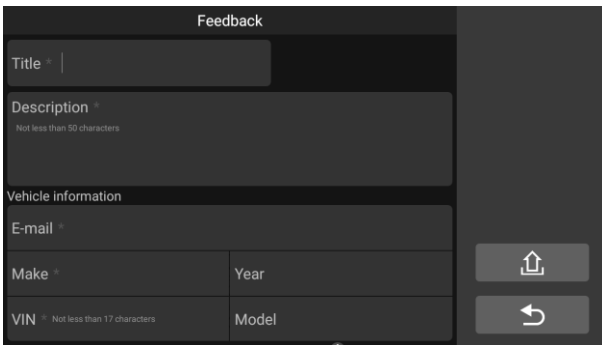 Feedback
Title *
Description *
Not less than 50 characters
Vehicle information
E-mail *
Make * Year
VIN * Not less than 17 characters Model